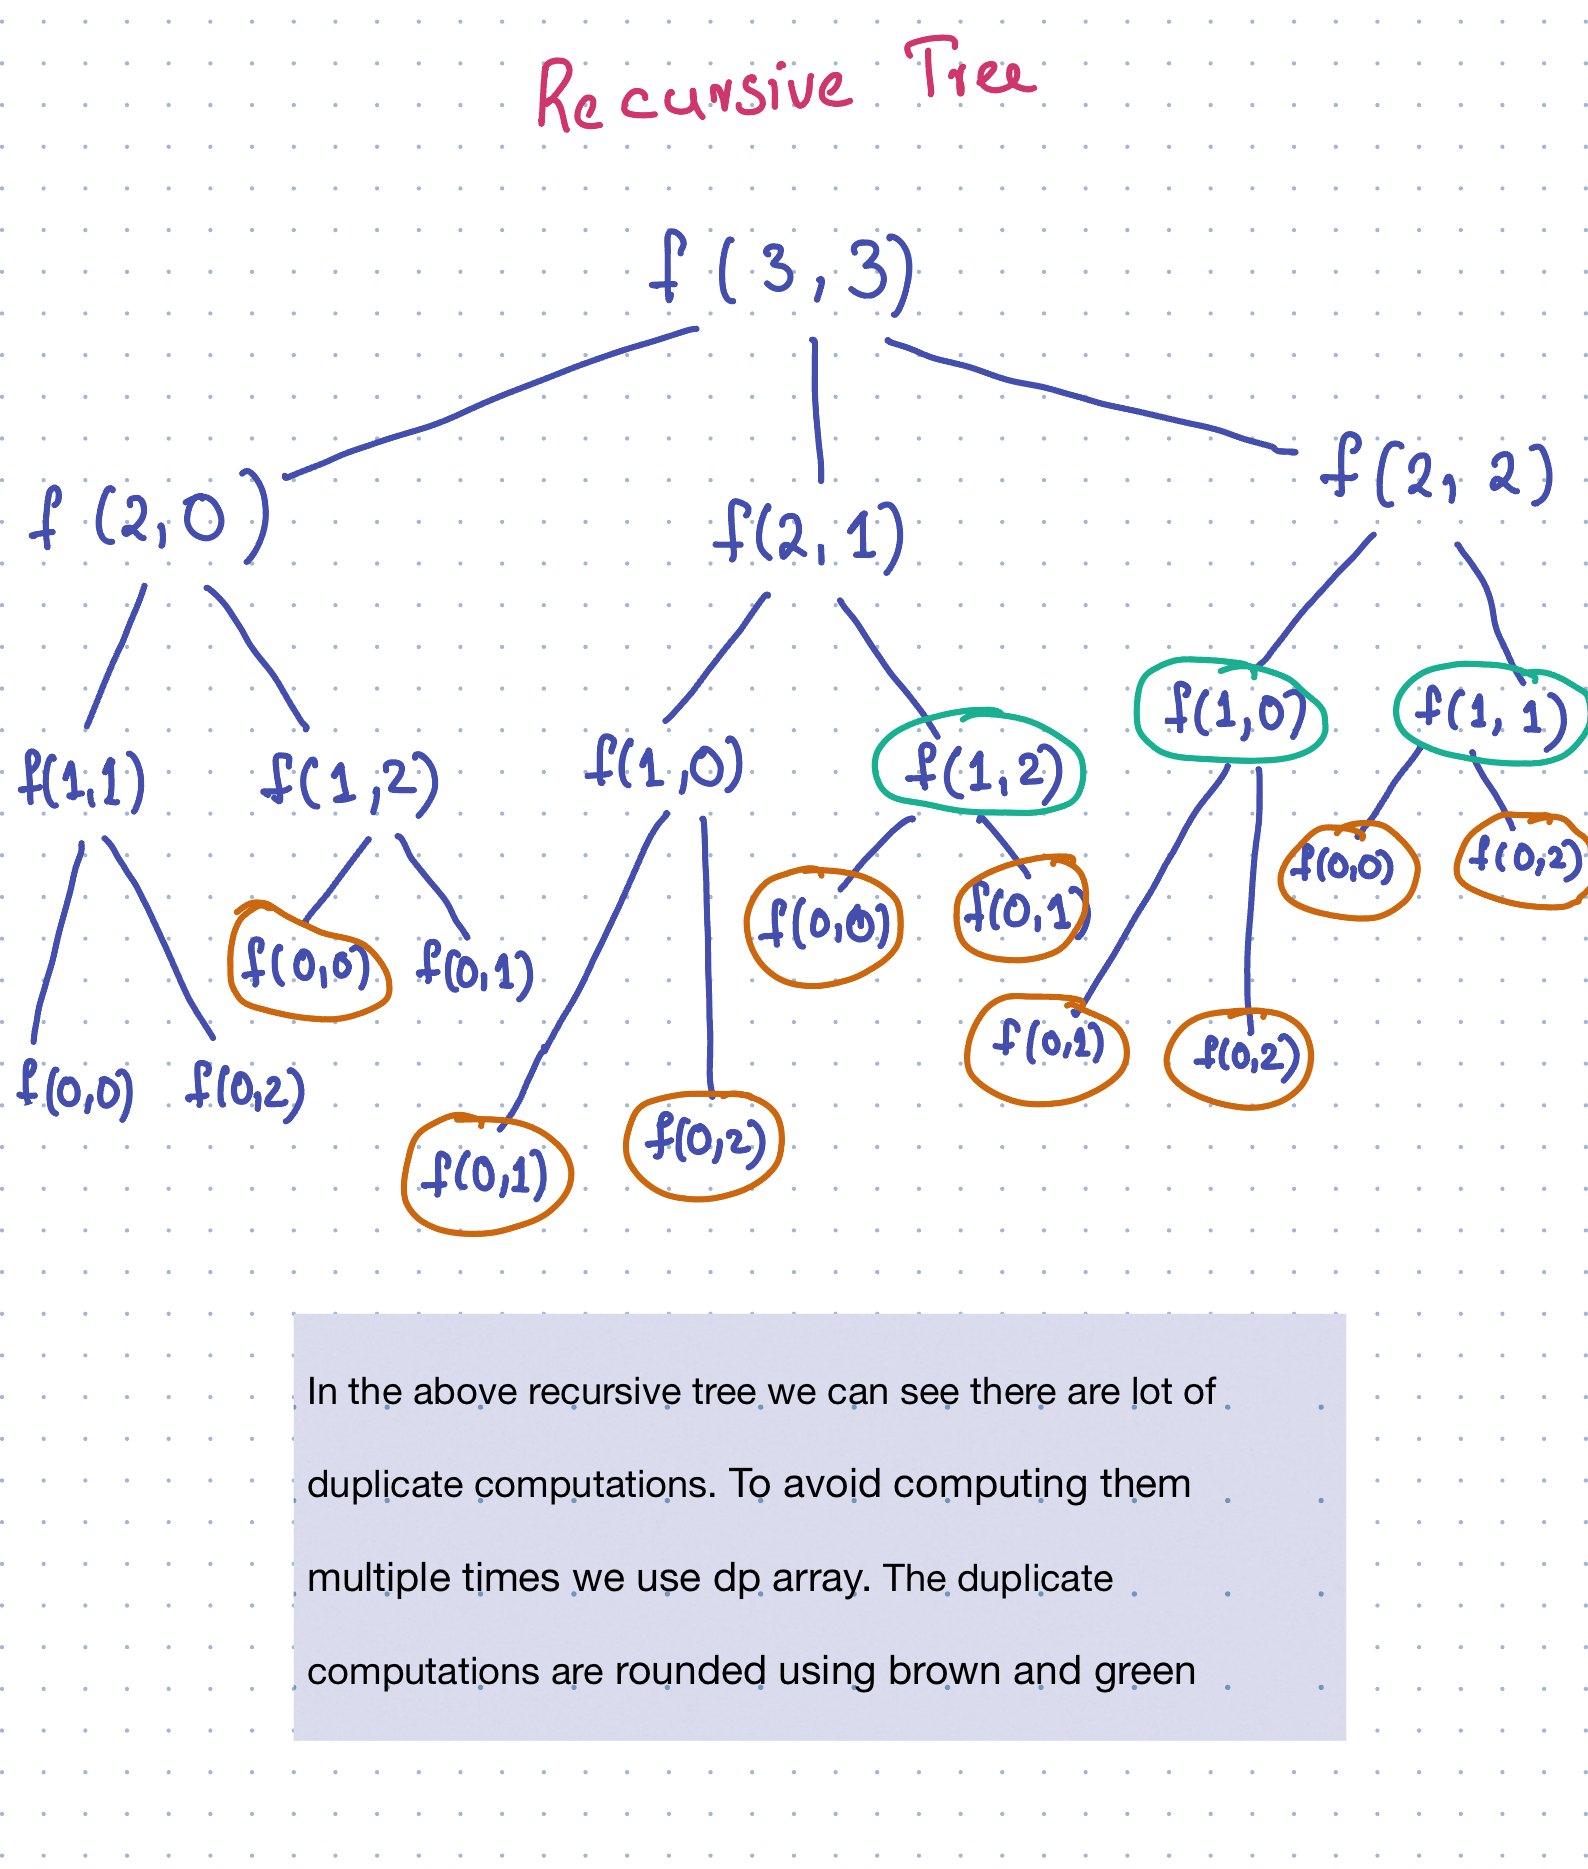 Recursive Tree
f(3,3)
f(2,0) f(2,1) f(2,2)
f(1,1) f(1,2) f(1,0) f(1,2) f(1,0) f(1,1)
f(0,0) f(0,1) f(0,0) f(0,1) f(0,0) f(0,2)
f(0,0) f(0,2) f(0,1) f(0,2) f(0,1) f(0,2)
In the above recursive tree we can see there are lot of
duplicate computations. To avoid computing them
multiple times we use dp array. The duplicate
computations are rounded using brown and green